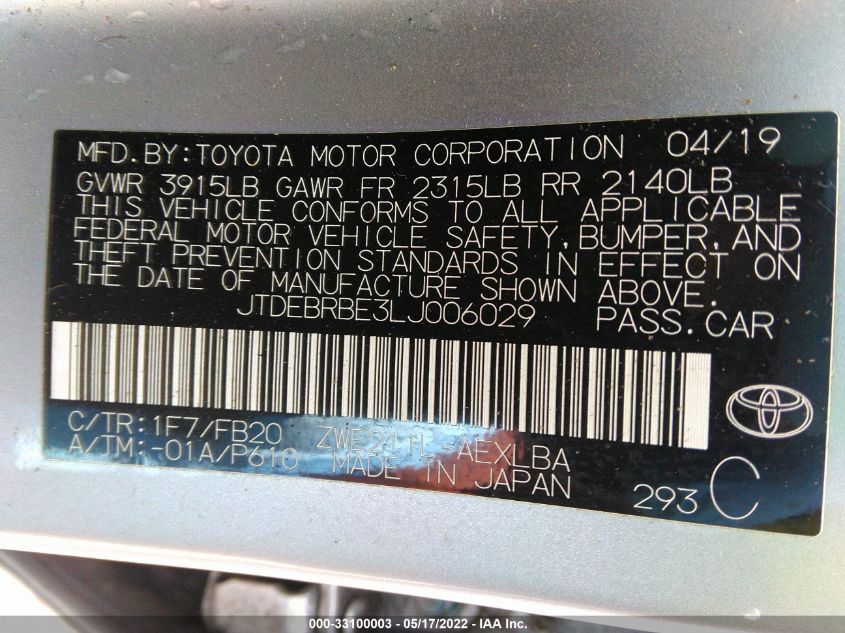 MFD.BY:TOYOTA MOTOR CORPORATION 04/19
GVWR 3915LB GAWR FR 2315LB RR 2140LB
THIS VEHICLE CONFORMS TO ALL APPLICABLE
FEDERAL MOTOR VEHICLE SAFETY,BUMPER,AND
THEFT PREVENTION STANDARDS IN EFFECT ON
THE DATE OF MANUFACTURE SHOWN ABOVE.
JTDEBRBE3LJ006029 PASS.CAR
C/TR:1F7/FB20 ZWE211L-AEXLBA
A/TM:-01A/P610 MADE IN JAPAN
293 C
000-33100003 - 05/17/2022 - IAA Inc.